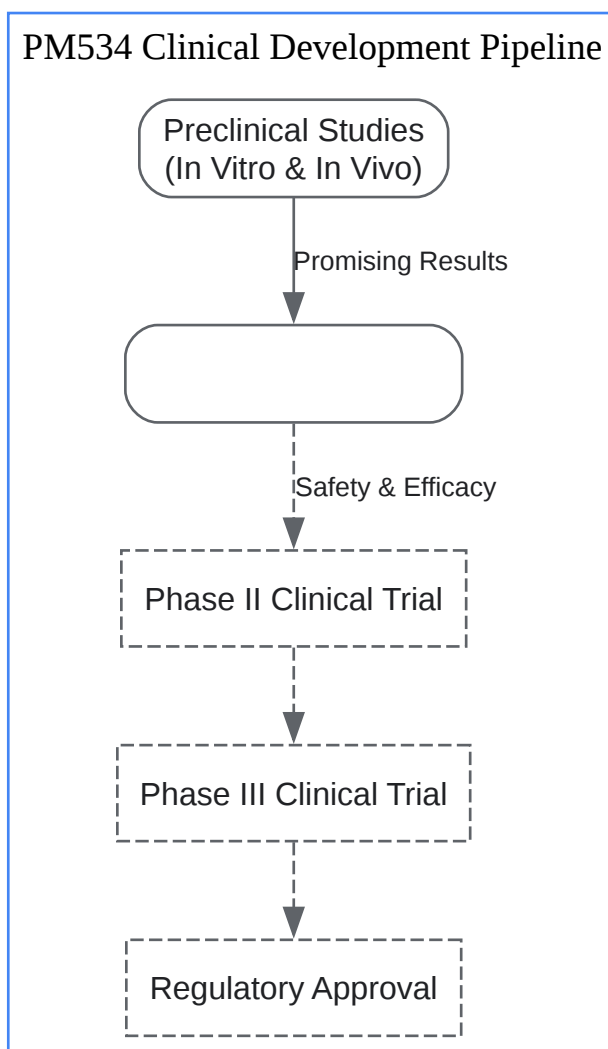 PM534 Clinical Development Pipeline
Preclinical Studies
(In Vitro & In Vivo)
Promising Results
Safety & Efficacy
Phase II Clinical Trial
Phase III Clinical Trial
Regulatory Approval